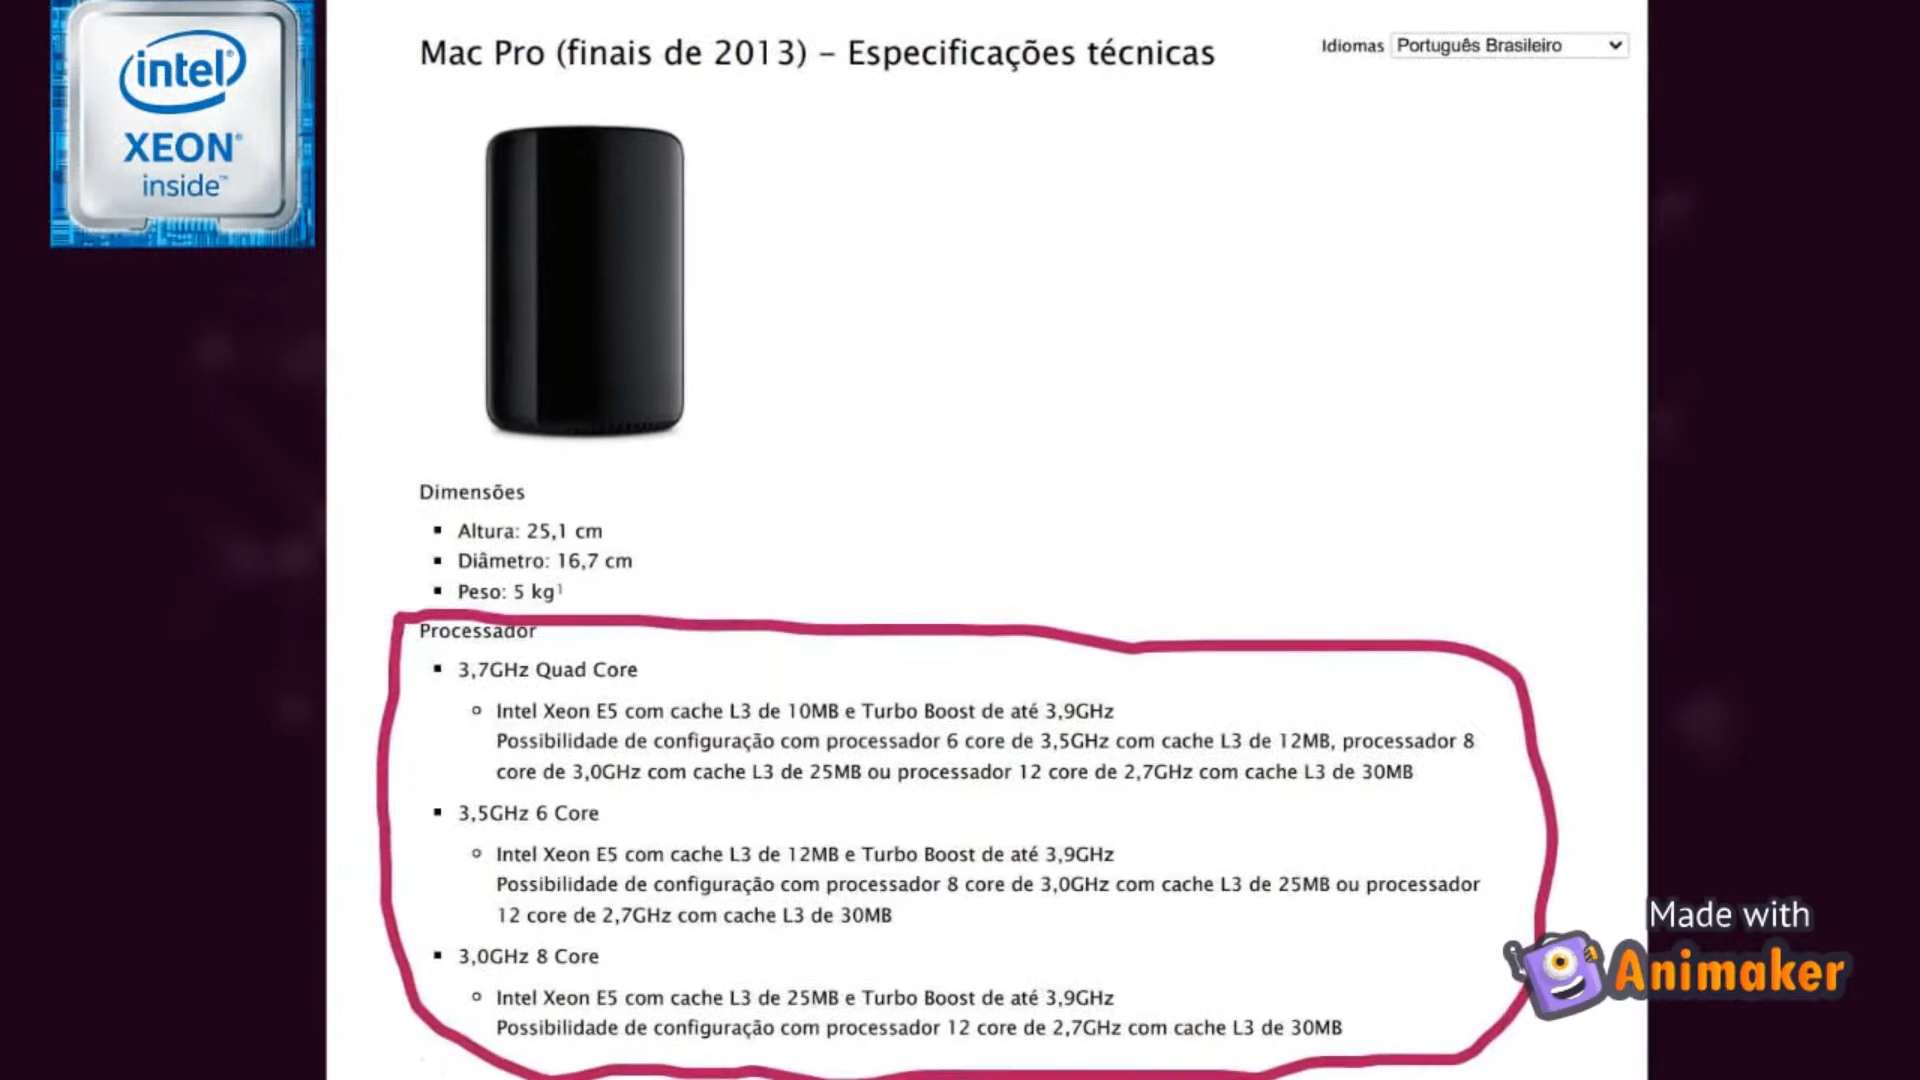 intel®
XEON®
inside™
Mac Pro (finais de 2013) – Especificações técnicas
Idiomas Português Brasileiro
Dimensões
▪ Altura: 25,1 cm
▪ Diâmetro: 16,7 cm
▪ Peso: 5 kg¹
Processador
▪ 3,7GHz Quad Core
◦ Intel Xeon E5 com cache L3 de 10MB e Turbo Boost de até 3,9GHz
Possibilidade de configuração com processador 6 core de 3,5GHz com cache L3 de 12MB, processador 8
core de 3,0GHz com cache L3 de 25MB ou processador 12 core de 2,7GHz com cache L3 de 30MB
▪ 3,5GHz 6 Core
◦ Intel Xeon E5 com cache L3 de 12MB e Turbo Boost de até 3,9GHz
Possibilidade de configuração com processador 8 core de 3,0GHz com cache L3 de 25MB ou processador
12 core de 2,7GHz com cache L3 de 30MB
▪ 3,0GHz 8 Core
◦ Intel Xeon E5 com cache L3 de 25MB e Turbo Boost de até 3,9GHz
Possibilidade de configuração com processador 12 core de 2,7GHz com cache L3 de 30MB
Made with
Animaker